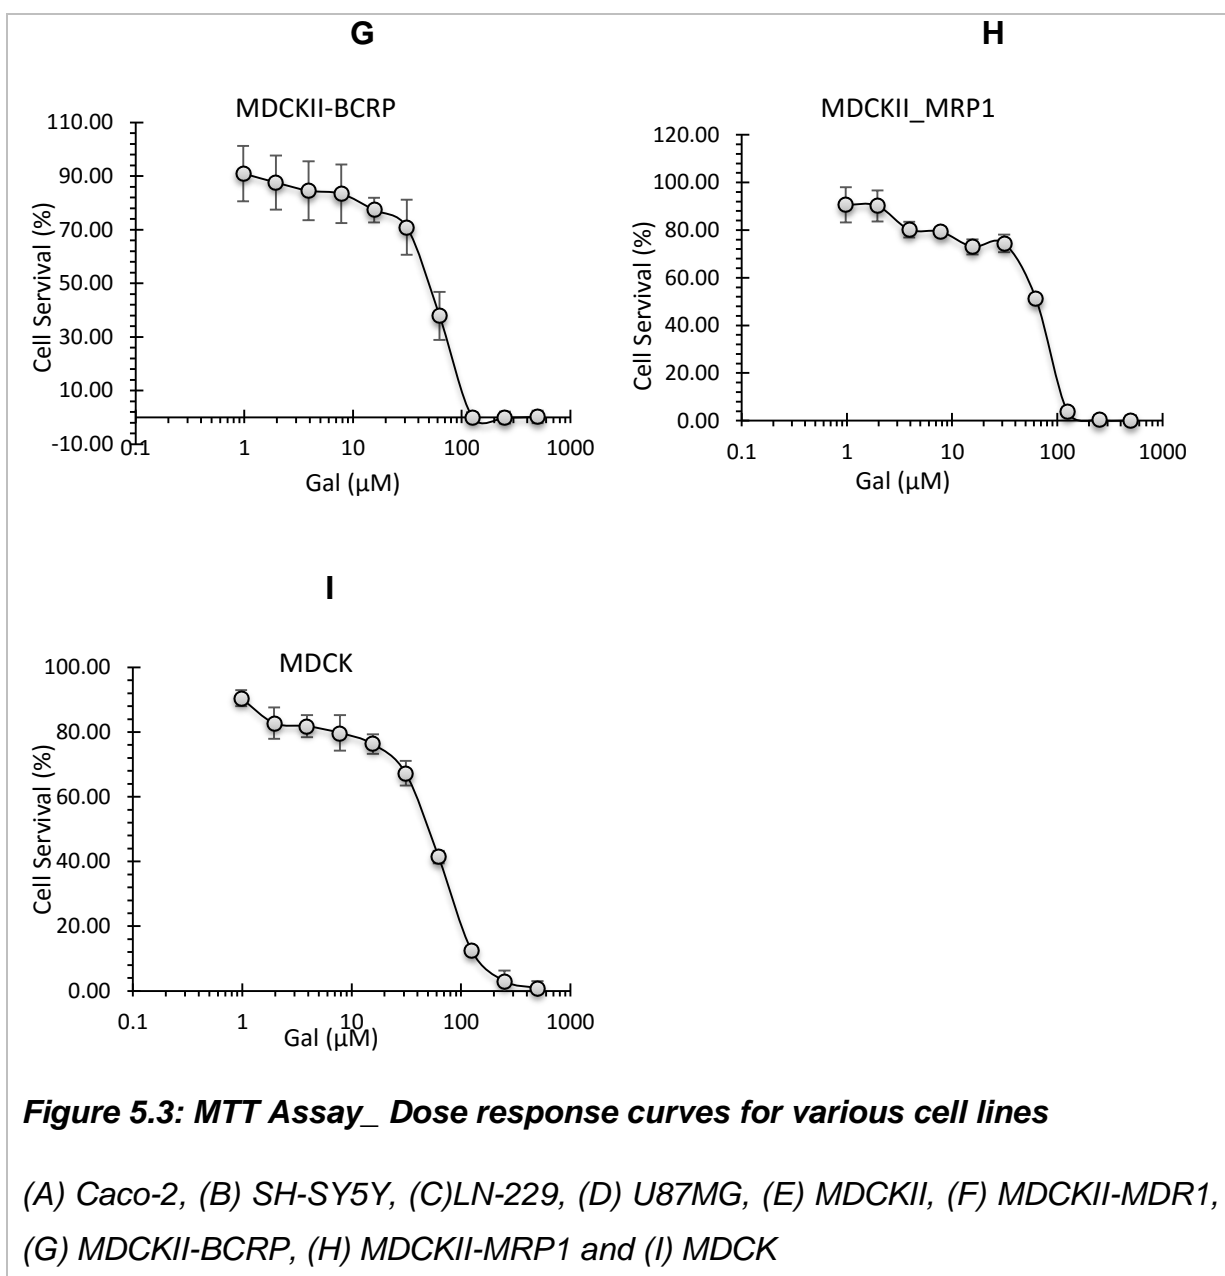 G
MDCKII-BCRP
110.00
90.00
70.00
50.00
30.00
10.00
-10.00
Cell Servival (%)
0.1 1 10 100 1000
Gal (µM)
H
MDCKII_MRP1
120.00
100.00
80.00
60.00
40.00
20.00
0.00
Cell Servival (%)
0.1 1 10 100 1000
Gal (µM)
I
MDCK
100.00
80.00
60.00
40.00
20.00
0.00
Cell Survival (%)
0.1 1 10 100 1000
Gal (µM)
Figure 5.3: MTT Assay_ Dose response curves for various cell lines
(A) Caco-2, (B) SH-SY5Y, (C)LN-229, (D) U87MG, (E) MDCKII, (F) MDCKII-MDR1,
(G) MDCKII-BCRP, (H) MDCKII-MRP1 and (I) MDCK